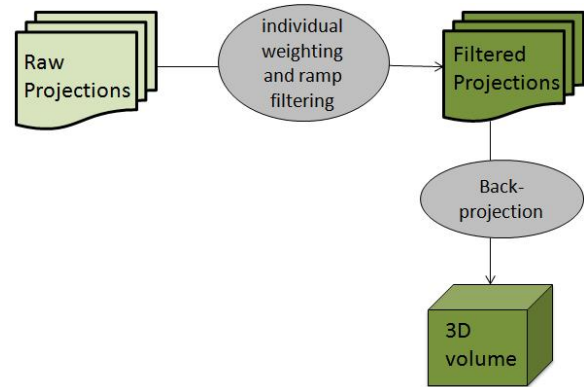 Raw
Projections
individual
weighting
and ramp
filtering
Filtered
Projections
Back-
projection
3D
volume